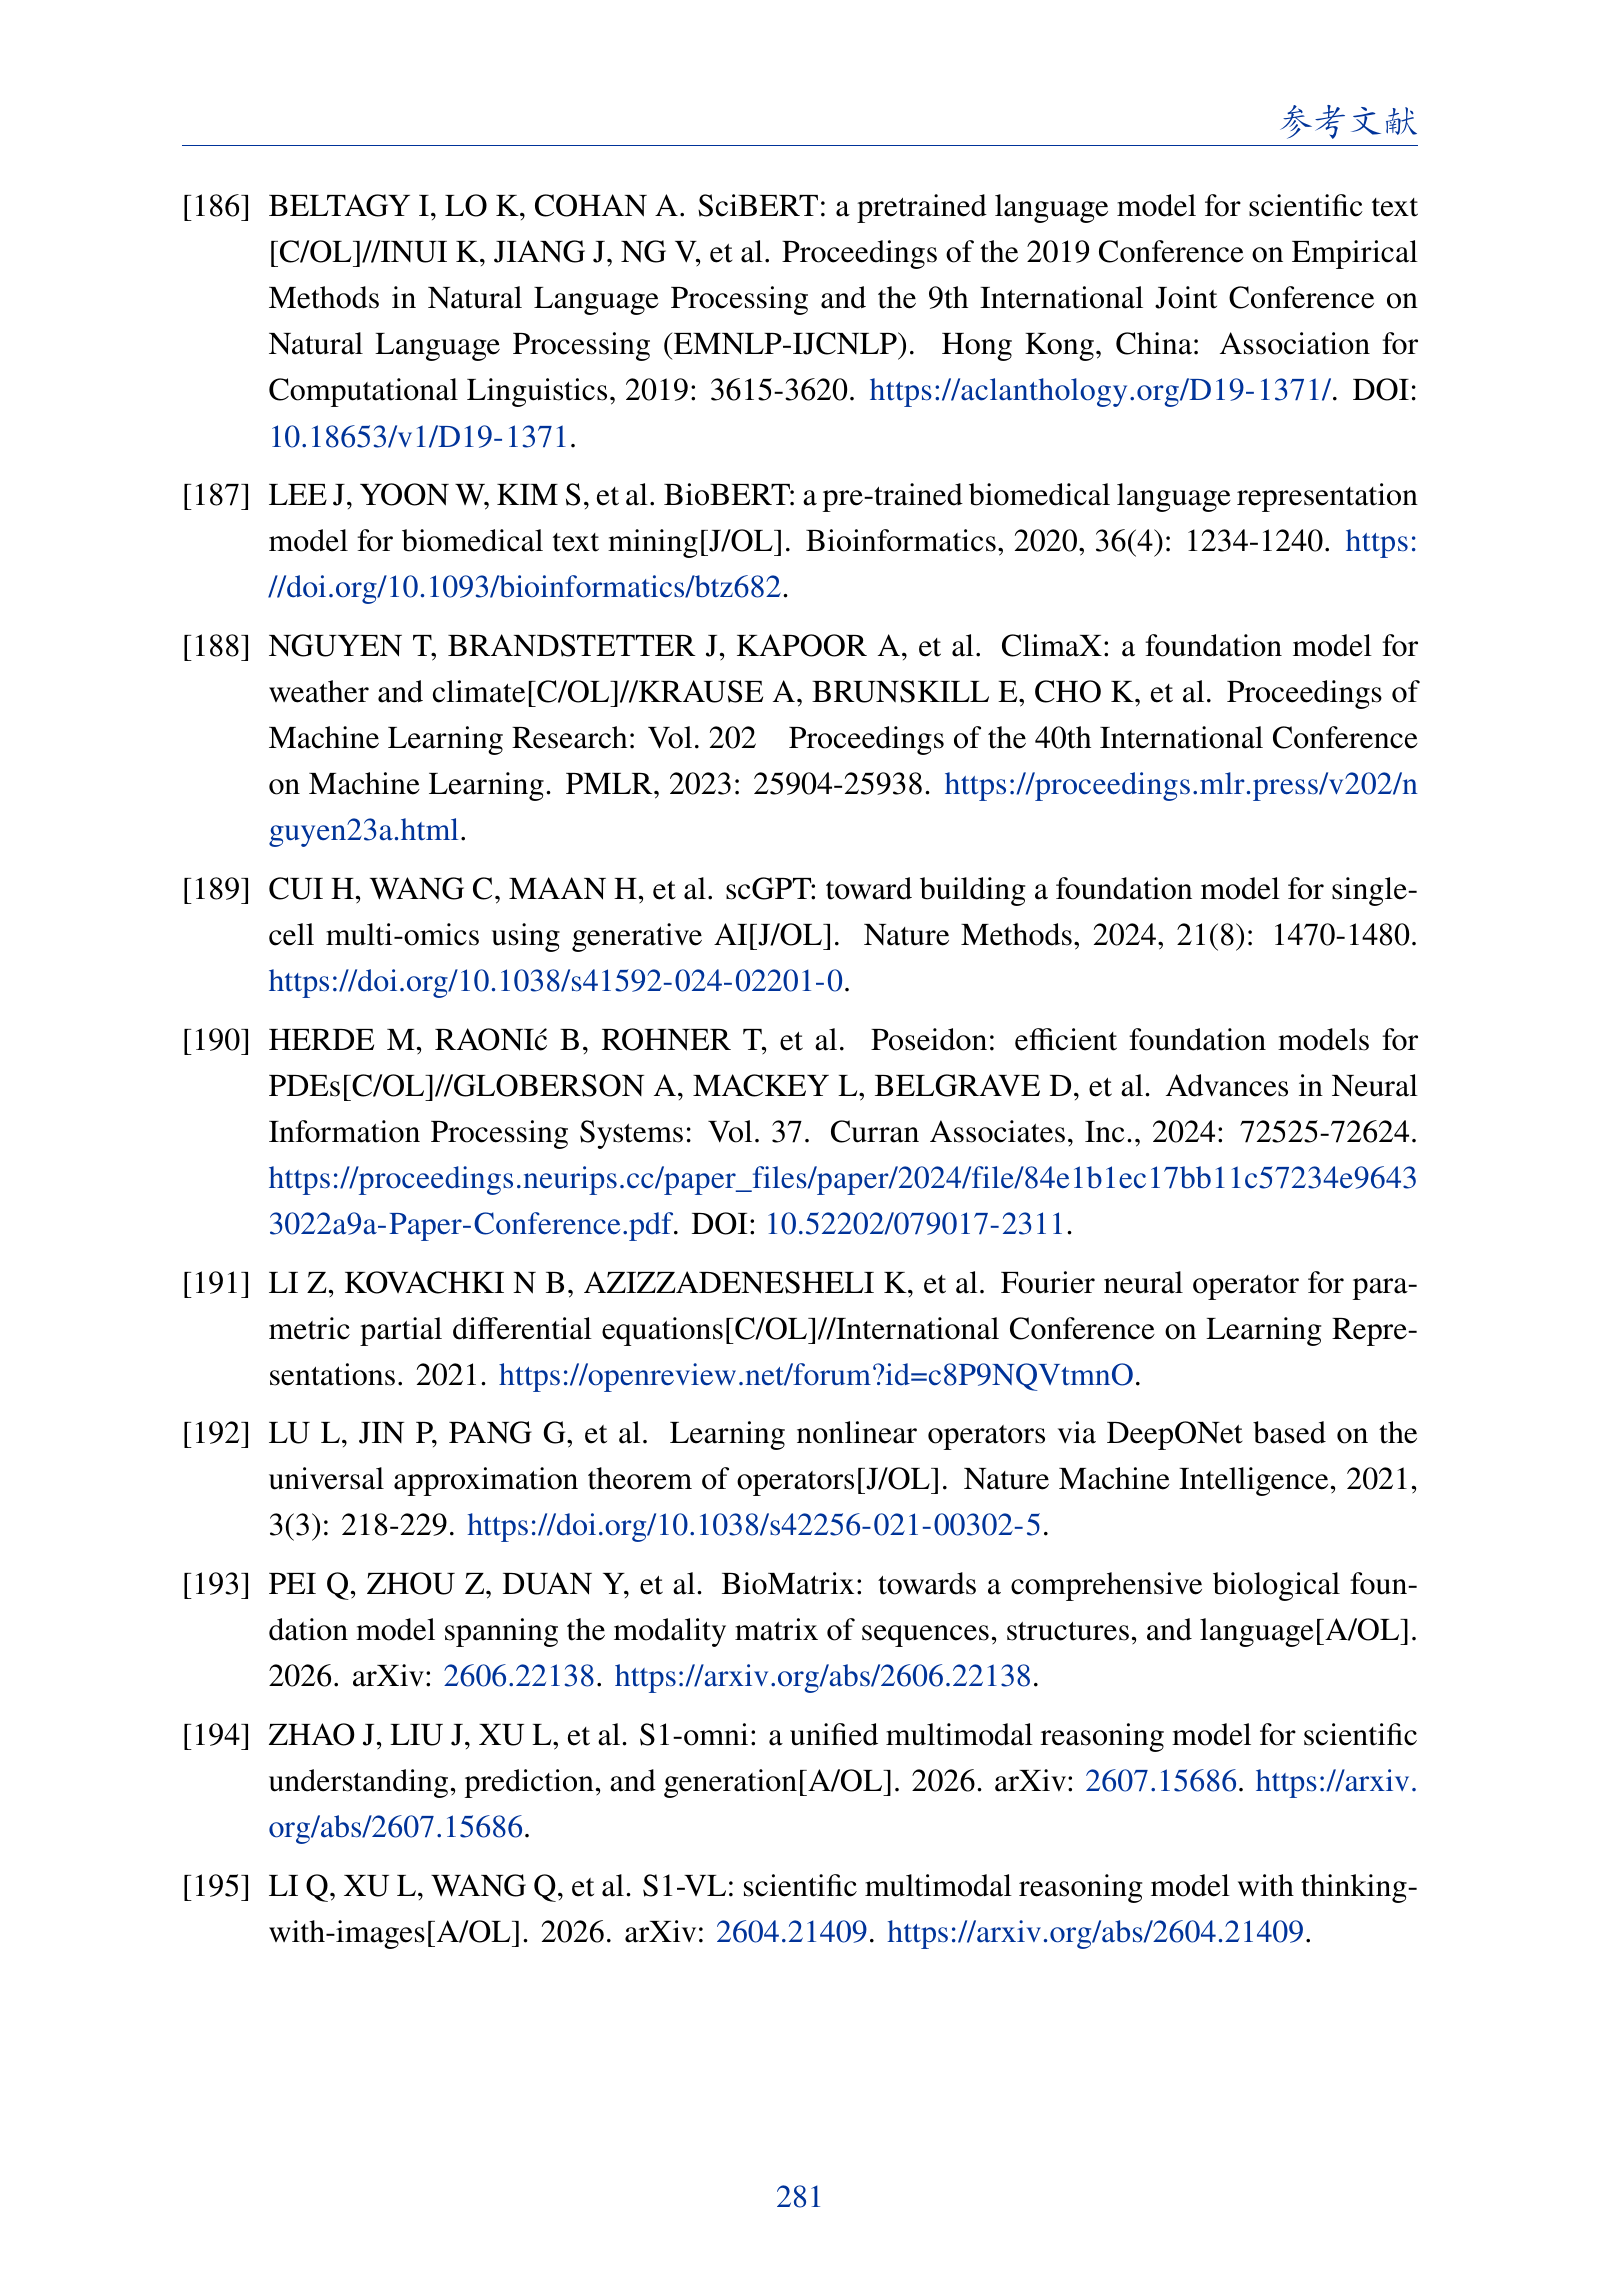 参考文献
[186] BELTAGY I, LO K, COHAN A. SciBERT: a pretrained language model for scientific text
[C/OL]//INUI K, JIANG J, NG V, et al. Proceedings of the 2019 Conference on Empirical
Methods in Natural Language Processing and the 9th International Joint Conference on
Natural Language Processing (EMNLP-IJCNLP). Hong Kong, China: Association for
Computational Linguistics, 2019: 3615-3620. https://aclanthology.org/D19-1371/. DOI:
10.18653/v1/D19-1371.
[187] LEE J, YOON W, KIM S, et al. BioBERT: a pre-trained biomedical language representation
model for biomedical text mining[J/OL]. Bioinformatics, 2020, 36(4): 1234-1240. https:
//doi.org/10.1093/bioinformatics/btz682.
[188] NGUYEN T, BRANDSTETTER J, KAPOOR A, et al. ClimaX: a foundation model for
weather and climate[C/OL]//KRAUSE A, BRUNSKILL E, CHO K, et al. Proceedings of
Machine Learning Research: Vol. 202 Proceedings of the 40th International Conference
on Machine Learning. PMLR, 2023: 25904-25938. https://proceedings.mlr.press/v202/n
guyen23a.html.
[189] CUI H, WANG C, MAAN H, et al. scGPT: toward building a foundation model for single-
cell multi-omics using generative AI[J/OL]. Nature Methods, 2024, 21(8): 1470-1480.
https://doi.org/10.1038/s41592-024-02201-0.
[190] HERDE M, RAONIć B, ROHNER T, et al. Poseidon: efficient foundation models for
PDEs[C/OL]//GLOBERSON A, MACKEY L, BELGRAVE D, et al. Advances in Neural
Information Processing Systems: Vol. 37. Curran Associates, Inc., 2024: 72525-72624.
https://proceedings.neurips.cc/paper_files/paper/2024/file/84e1b1ec17bb11c57234e9643
3022a9a-Paper-Conference.pdf. DOI: 10.52202/079017-2311.
[191] LI Z, KOVACHKI N B, AZIZZADENESHELI K, et al. Fourier neural operator for para-
metric partial differential equations[C/OL]//International Conference on Learning Repre-
sentations. 2021. https://openreview.net/forum?id=c8P9NQVtmnO.
[192] LU L, JIN P, PANG G, et al. Learning nonlinear operators via DeepONet based on the
universal approximation theorem of operators[J/OL]. Nature Machine Intelligence, 2021,
3(3): 218-229. https://doi.org/10.1038/s42256-021-00302-5.
[193] PEI Q, ZHOU Z, DUAN Y, et al. BioMatrix: towards a comprehensive biological foun-
dation model spanning the modality matrix of sequences, structures, and language[A/OL].
2026. arXiv: 2606.22138. https://arxiv.org/abs/2606.22138.
[194] ZHAO J, LIU J, XU L, et al. S1-omni: a unified multimodal reasoning model for scientific
understanding, prediction, and generation[A/OL]. 2026. arXiv: 2607.15686. https://arxiv.
org/abs/2607.15686.
[195] LI Q, XU L, WANG Q, et al. S1-VL: scientific multimodal reasoning model with thinking-
with-images[A/OL]. 2026. arXiv: 2604.21409. https://arxiv.org/abs/2604.21409.
281